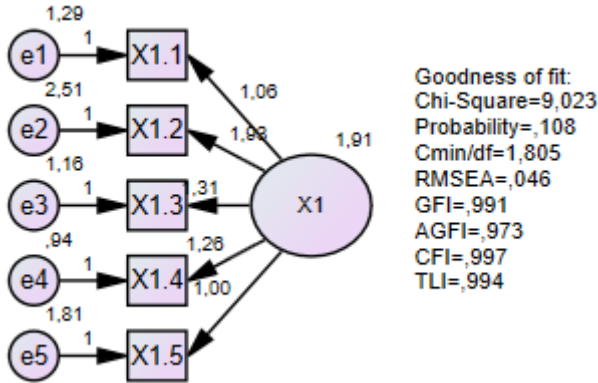 1,29
e1
1
X1.1
1,06
2,51
e2
1
X1.2
1,93
1,91
1,16
e3
1
X1.3
,31
X1
,94
e4
1
X1.4
1,26
1,00
1,81
e5
1
X1.5
Goodness of fit:
Chi-Square=9,023
Probability=,108
Cmin/df=1,805
RMSEA=,046
GFI=,991
AGFI=,973
CFI=,997
TLI=,994